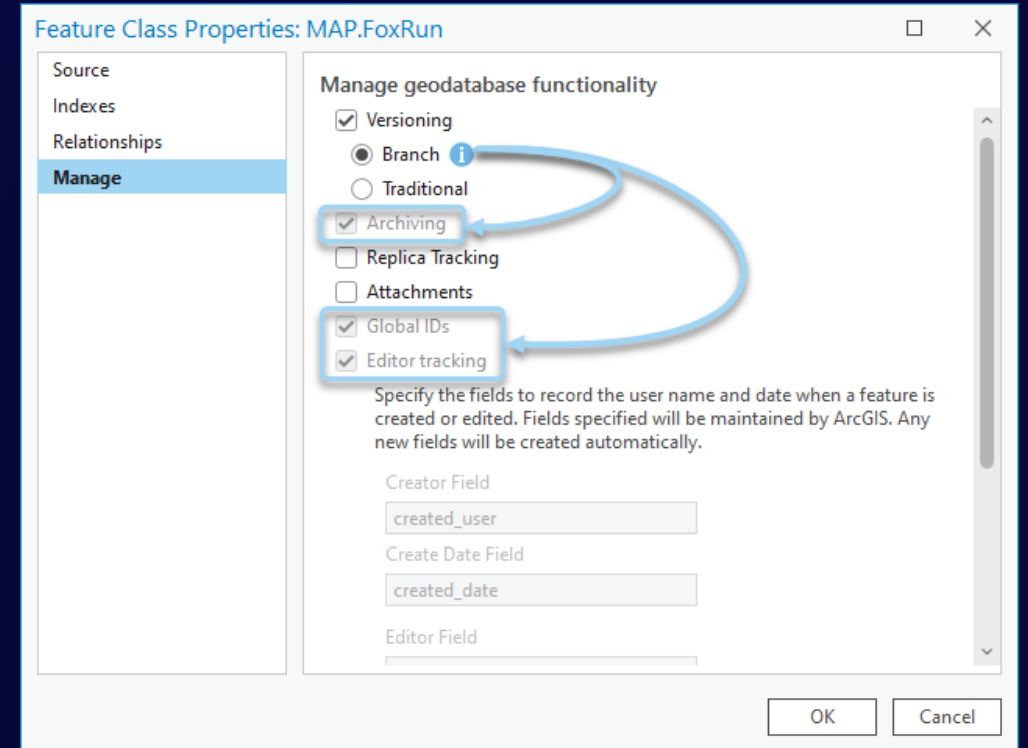 Feature Class Properties: MAP.FoxRun
Source
Indexes
Relationships
Manage
Manage geodatabase functionality
Versioning
Branch
Traditional
Archiving
Replica Tracking
Attachments
Global IDs
Editor tracking
Specify the fields to record the user name and date when a feature is
created or edited. Fields specified will be maintained by ArcGIS. Any
new fields will be created automatically.
Creator Field
created_user
Create Date Field
created_date
Editor Field
OK
Cancel